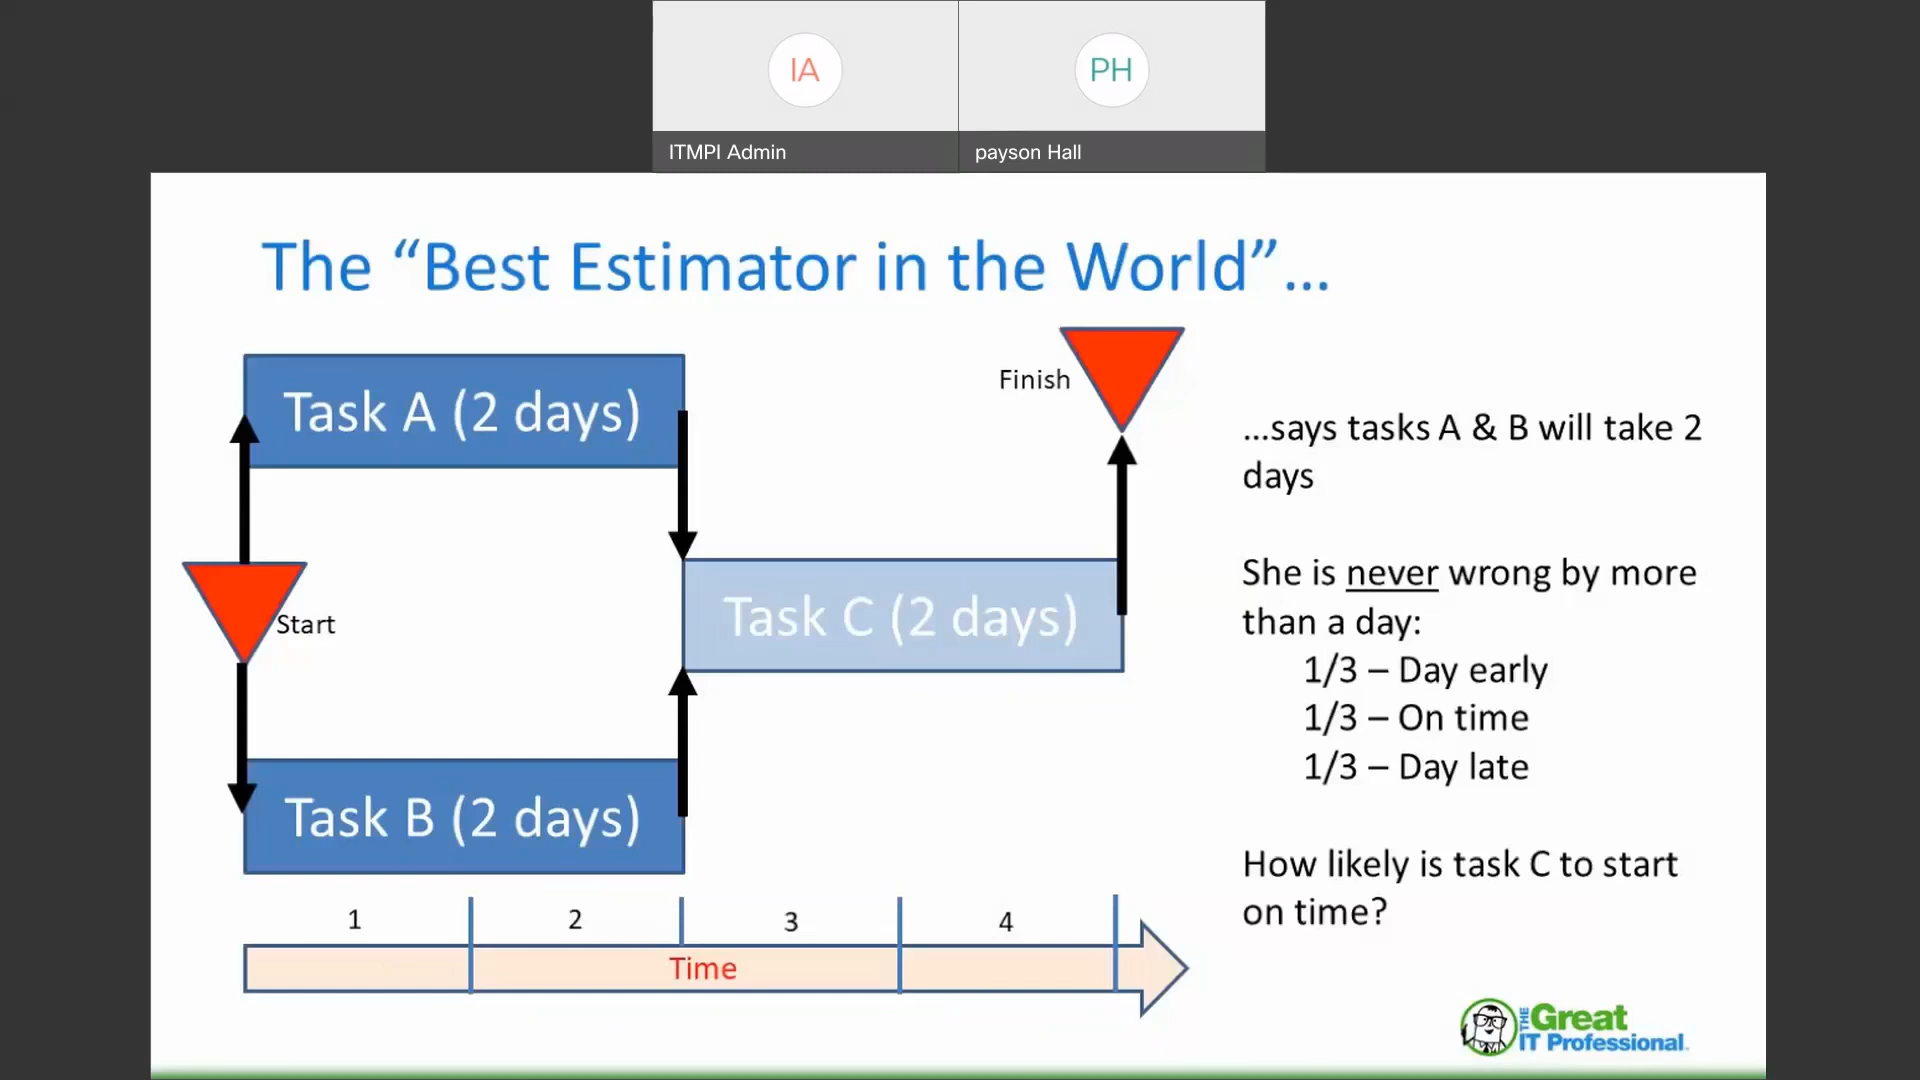 IA
PH
ITMPI Admin
payson Hall
The “Best Estimator in the World”...
Task A (2 days)
Finish
...says tasks A & B will take 2
days
She is never wrong by more
than a day:
1/3 – Day early
1/3 – On time
1/3 – Day late
How likely is task C to start
on time?
Start
Task C (2 days)
Task B (2 days)
1
2
3
4
Time
THE Great
IT Professional